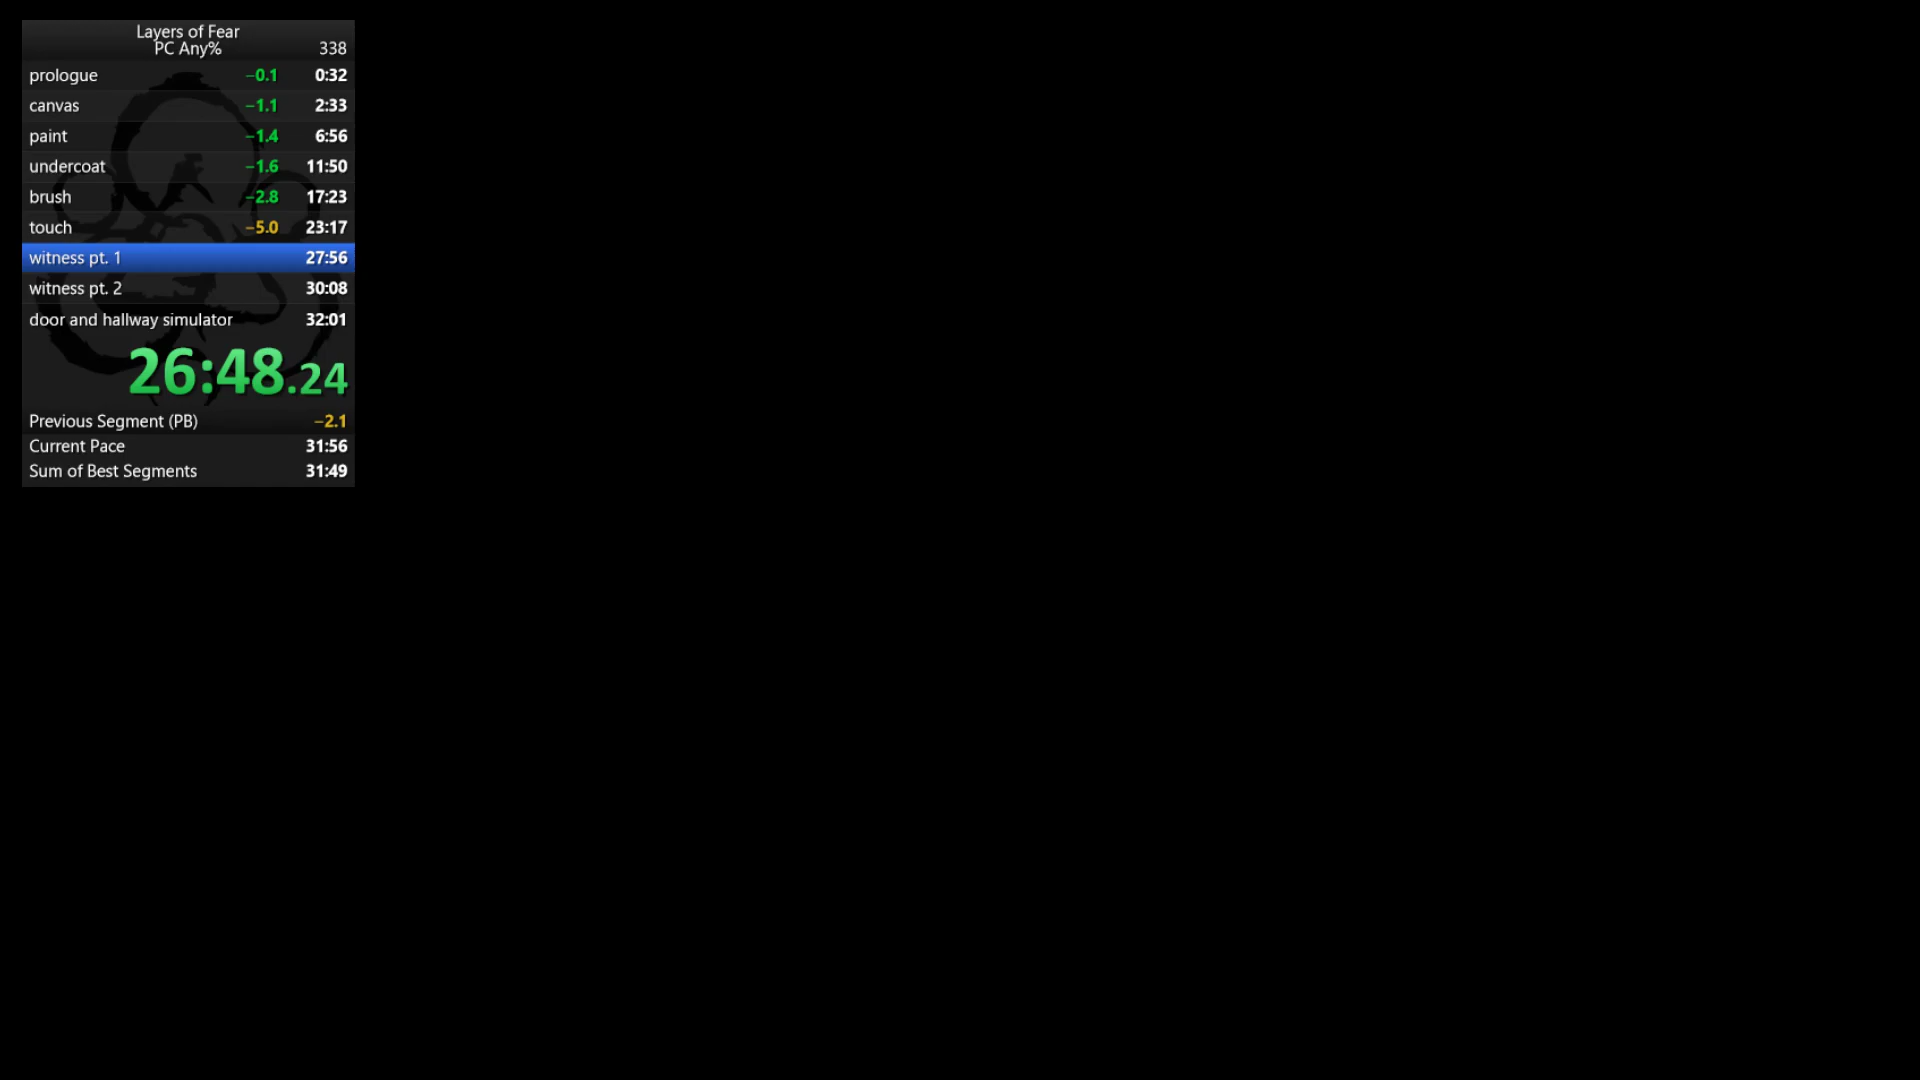 Layers of Fear
PC Any% 338
prologue −0.1 0:32
canvas −1.1 2:33
paint −1.4 6:56
undercoat −1.6 11:50
brush −2.8 17:23
touch −5.0 23:17
witness pt. 1 27:56
witness pt. 2 30:08
door and hallway simulator 32:01
26:48.24
Previous Segment (PB) −2.1
Current Pace 31:56
Sum of Best Segments 31:49